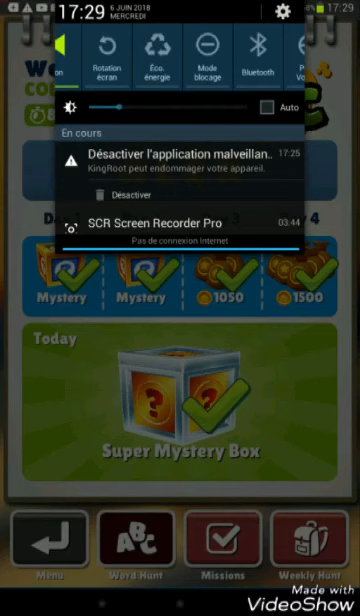 17:29
17:29
6 JUIN 2018
MERCREDI
on
Rotation
écran
Éco.
énergie
Mode
blocage
Bluetooth
Auto
En cours
Désactiver l'application malveillan..
17:25
KingRoot peut endommager votre appareil.
Désactiver
SCR Screen Recorder Pro
03:44
Pas de connexion Internet
Mystery
Mystery
1050
1500
Today
Super Mystery Box
Menu
Word Hunt
Missions
Weekly Hunt
Made with
VideoShow